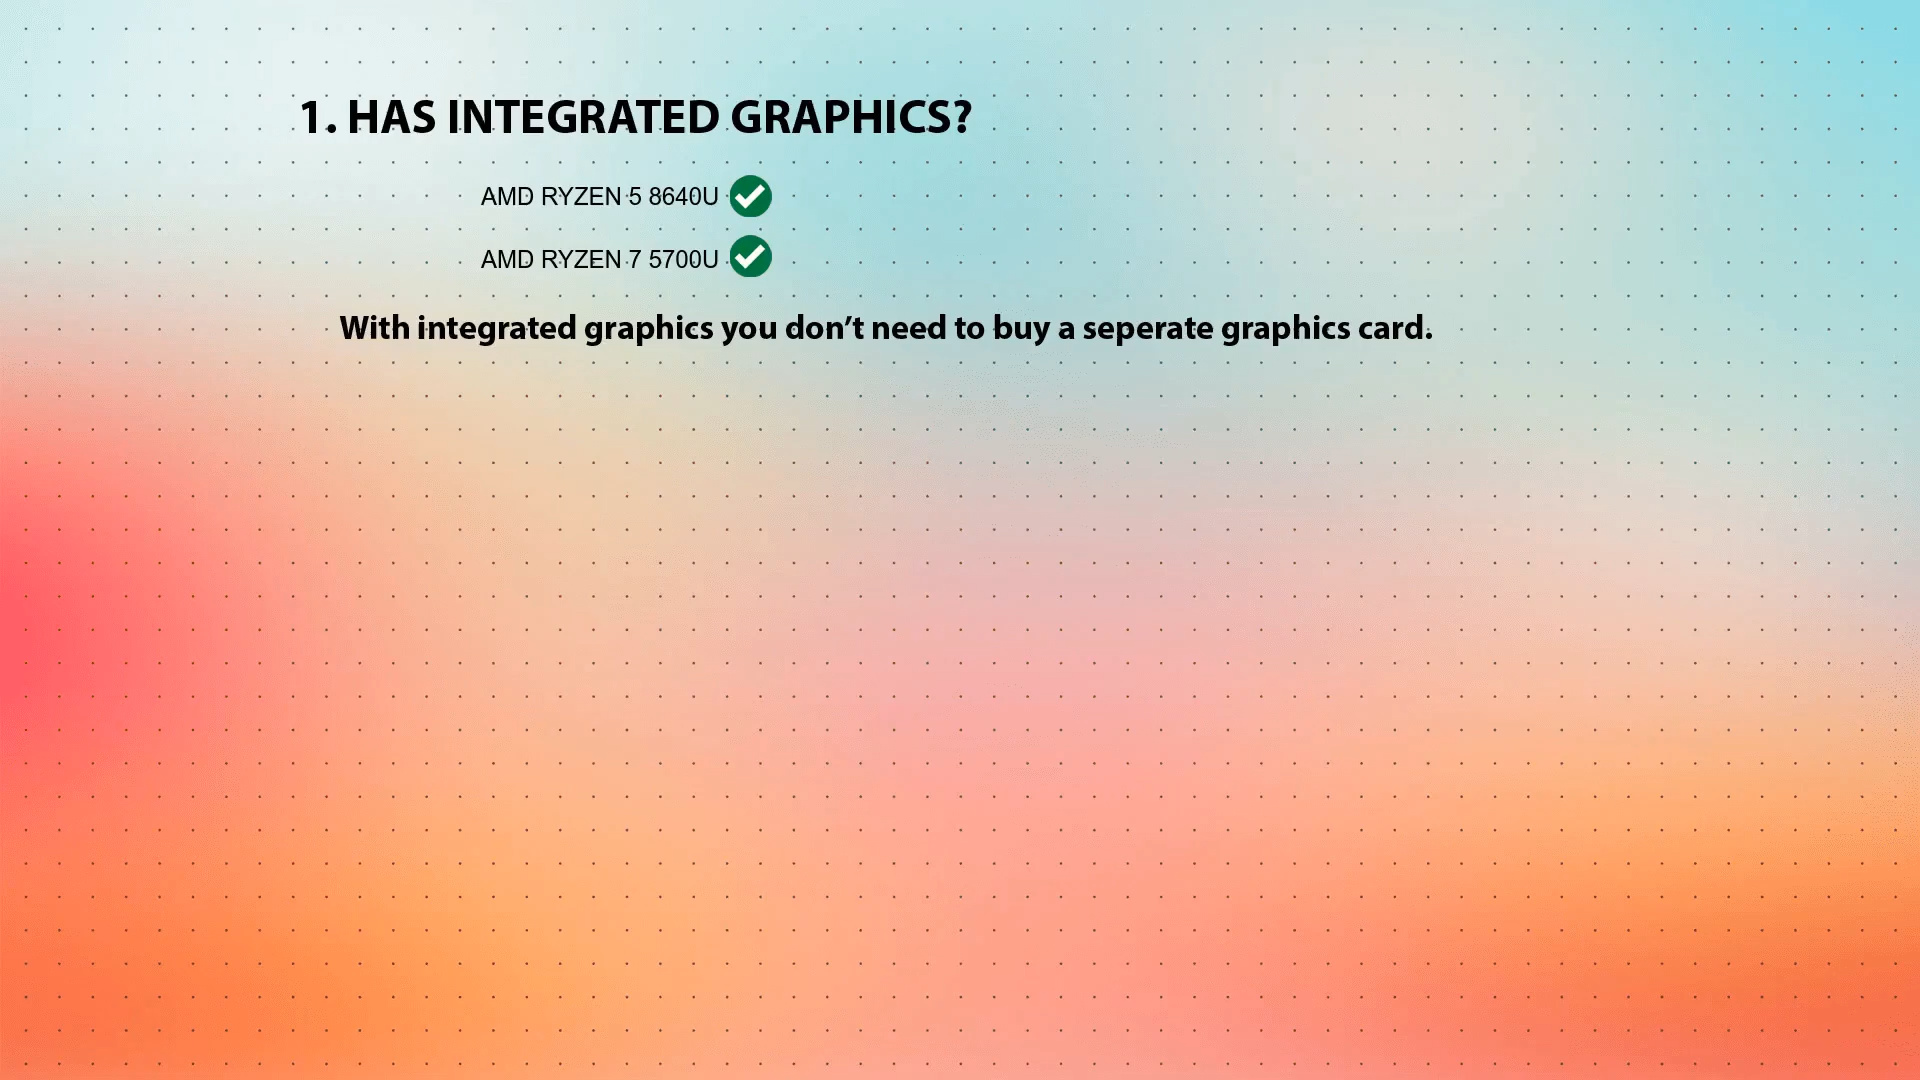 1. HAS INTEGRATED GRAPHICS?
AMD RYZEN 5 8640U
AMD RYZEN 7 5700U
With integrated graphics you don’t need to buy a seperate graphics card.